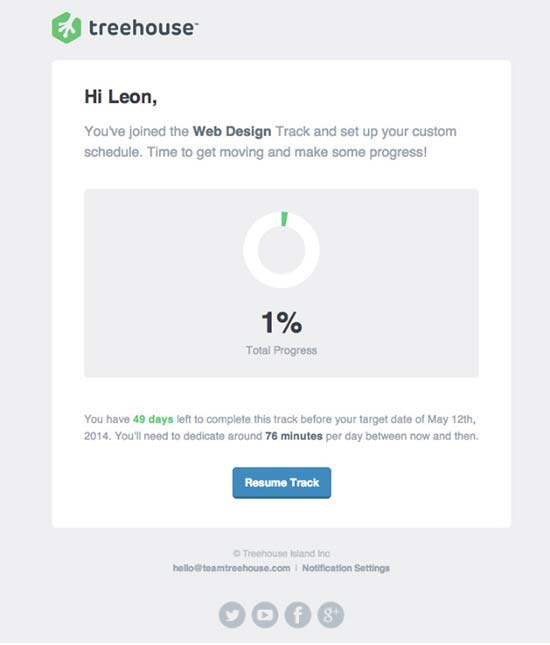 treehouse™
Hi Leon,
You've joined the Web Design Track and set up your custom
schedule. Time to get moving and make some progress!
1%
Total Progress
You have 49 days left to complete this track before your target date of May 12th,
2014. You'll need to dedicate around 76 minutes per day between now and then.
Resume Track
© Treehouse Island Inc
hello@teamtreehouse.com | Notification Settings